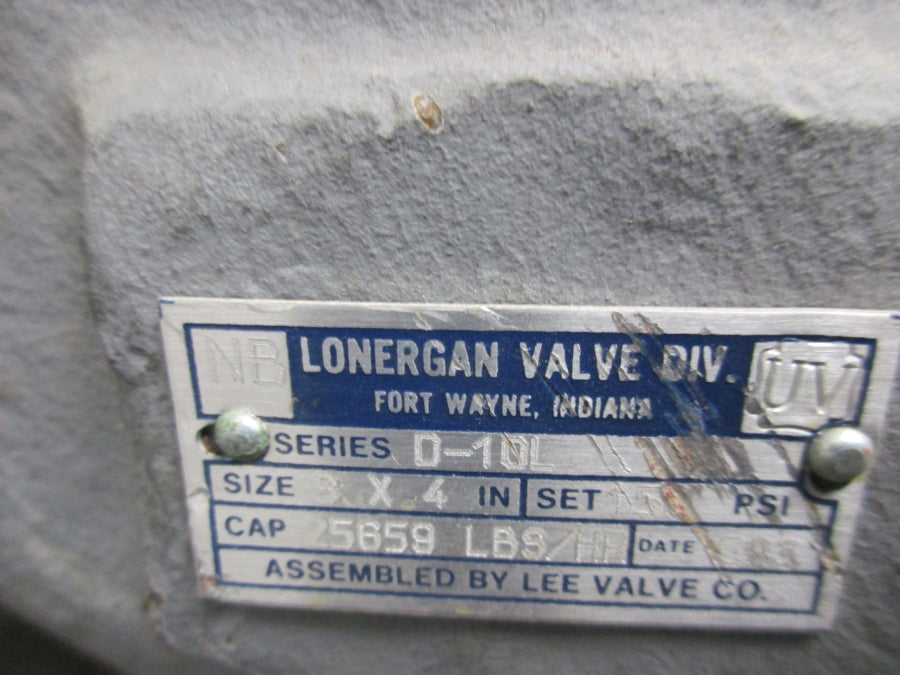 NB LONERGAN VALVE DIV. UV
FORT WAYNE, INDIANA
SERIES D-10L
SIZE 3 X 4 IN SET PSI
CAP 25659 LBS/HR DATE
ASSEMBLED BY LEE VALVE CO.